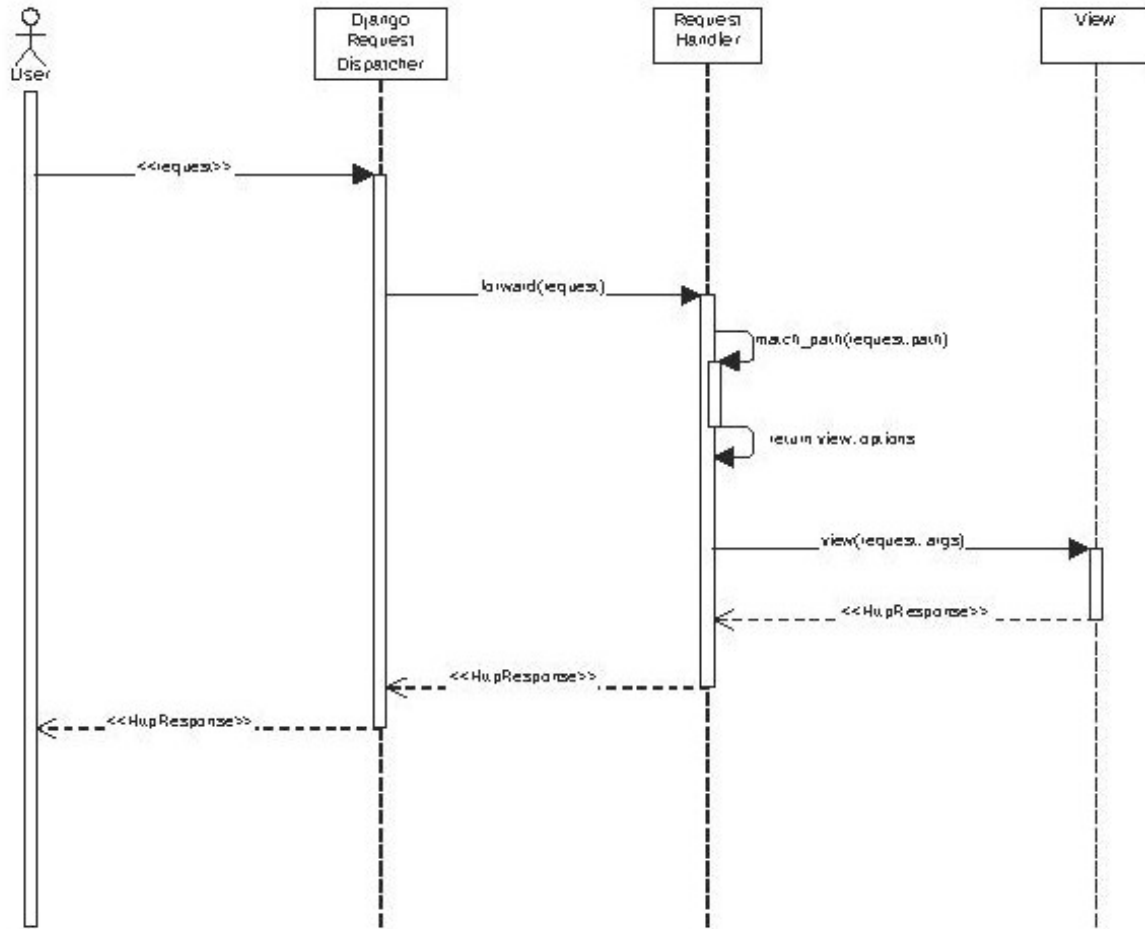 User
Django
Request
Dispatcher
Request
Handler
View
<<request>>
forward(request)
match_path(request.path)
return view, options
view(request, args)
<<HttpResponse>>
<<HttpResponse>>
<<HttpResponse>>